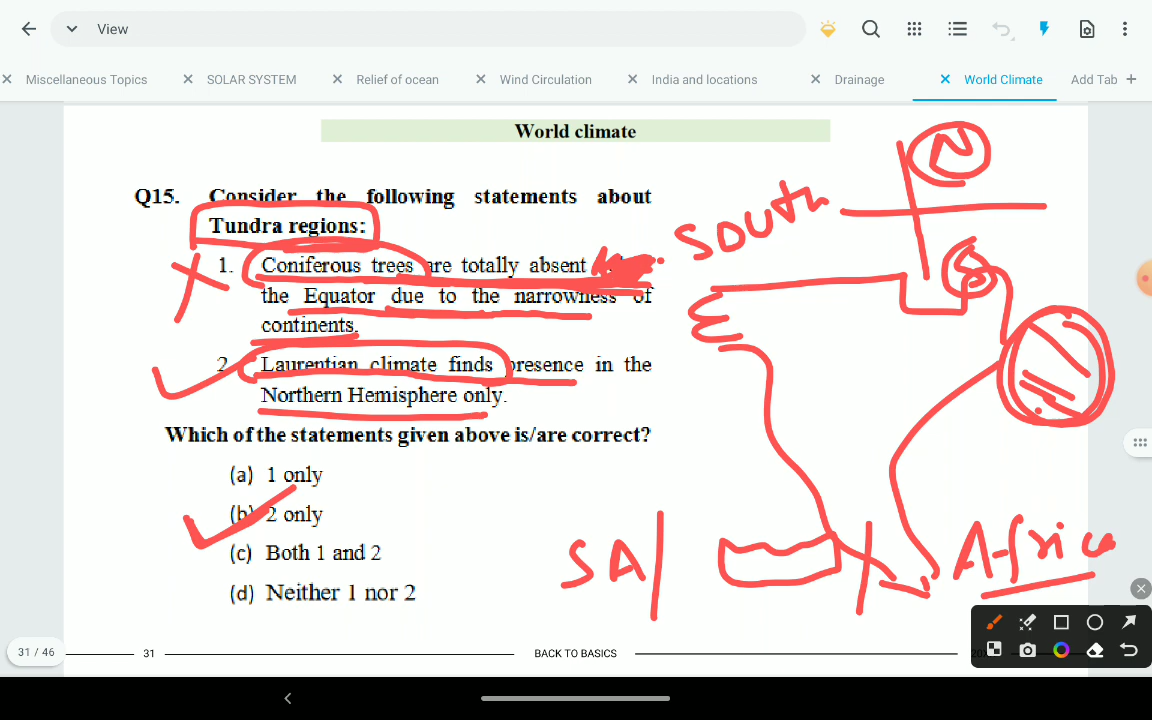 View
Miscellaneous Topics SOLAR SYSTEM Relief of ocean Wind Circulation India and locations Drainage World Climate Add Tab +
World climate
Q15. Consider the following statements about
Tundra regions:
1. Coniferous trees are totally absent
the Equator due to the narrowness of
continents.
2. Laurentian climate finds presence in the
Northern Hemisphere only.
Which of the statements given above is/are correct?
(a) 1 only
(b) 2 only
(c) Both 1 and 2
(d) Neither 1 nor 2
N
South
S
SA
Africa
31 / 46
31
BACK TO BASICS